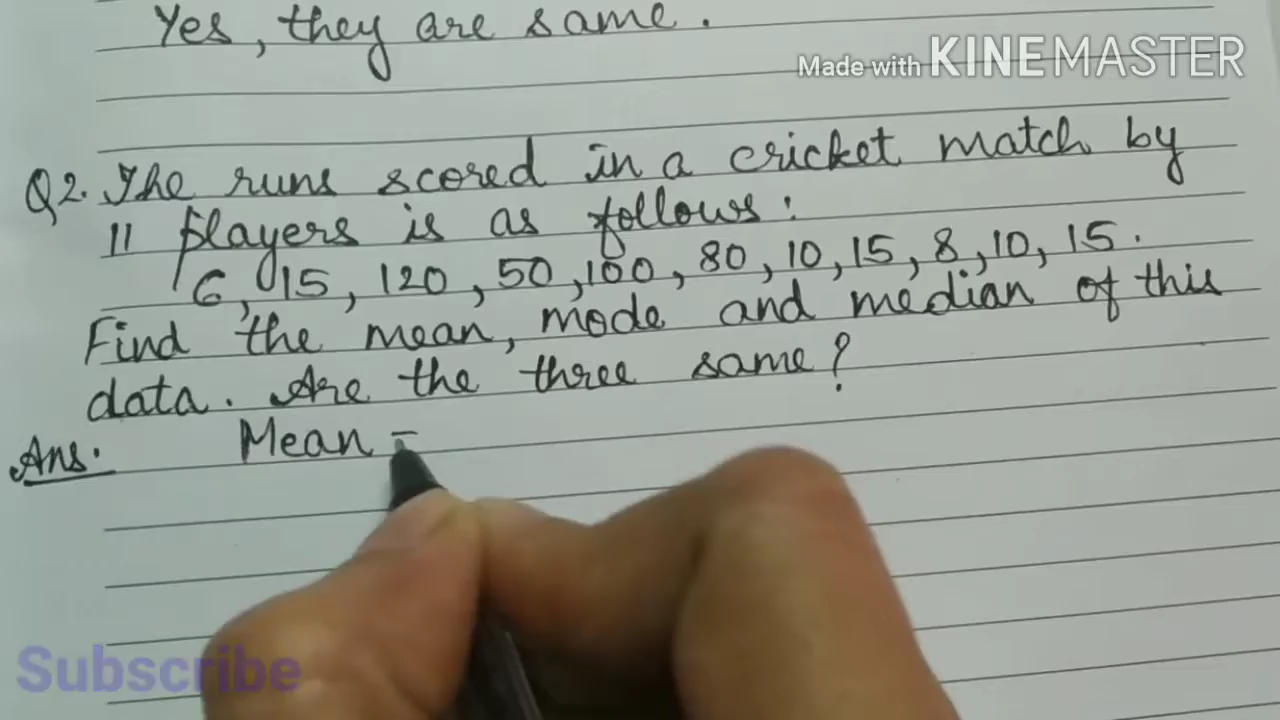 Yes, they are same.
Made with KINEMASTER
Q2. The runs scored in a cricket match by
11 players is as follows:
6, 15, 120, 50, 100, 80, 10, 15, 8, 10, 15.
Find the mean, mode and median of this
data. Are the three same?
Ans. Mean =
Subscribe